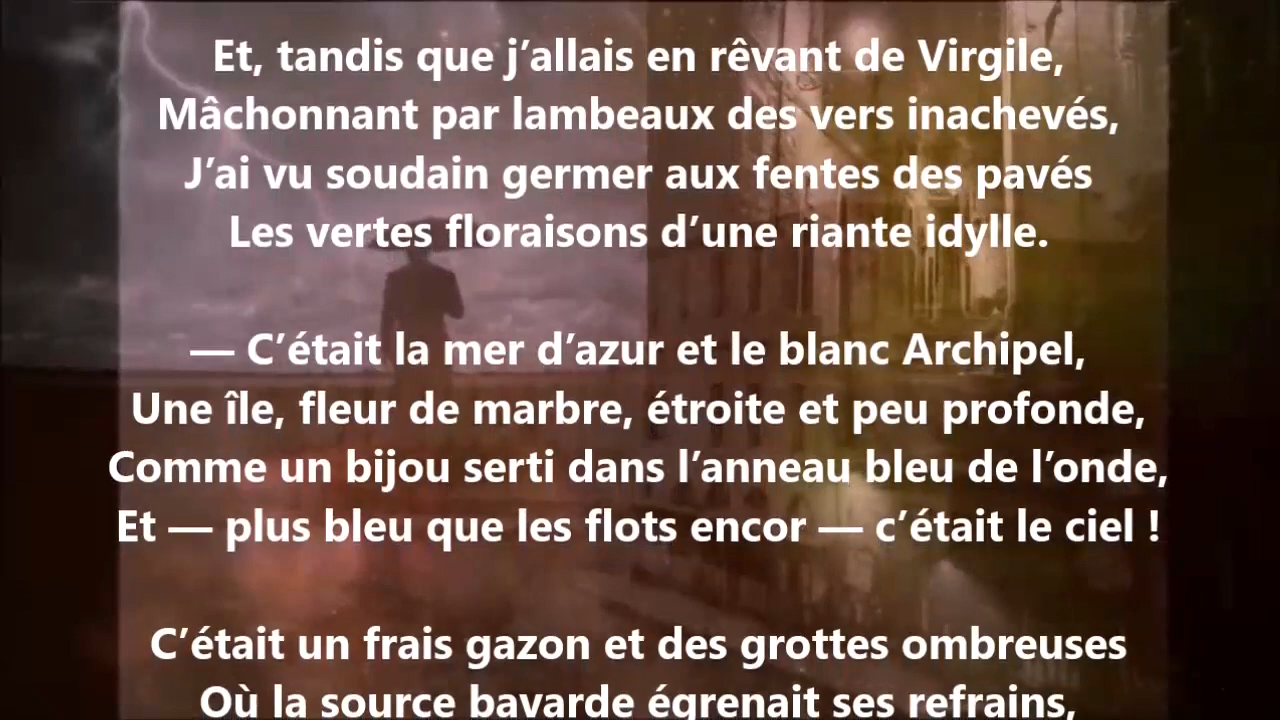 Et, tandis que j’allais en rêvant de Virgile,
Mâchonnant par lambeaux des vers inachevés,
J’ai vu soudain germer aux fentes des pavés
Les vertes floraisons d’une riante idylle.
— C’était la mer d’azur et le blanc Archipel,
Une île, fleur de marbre, étroite et peu profonde,
Comme un bijou serti dans l’anneau bleu de l’onde,
Et — plus bleu que les flots encor — c’était le ciel !
C’était un frais gazon et des grottes ombreuses
Où la source bavarde égrenait ses refrains,